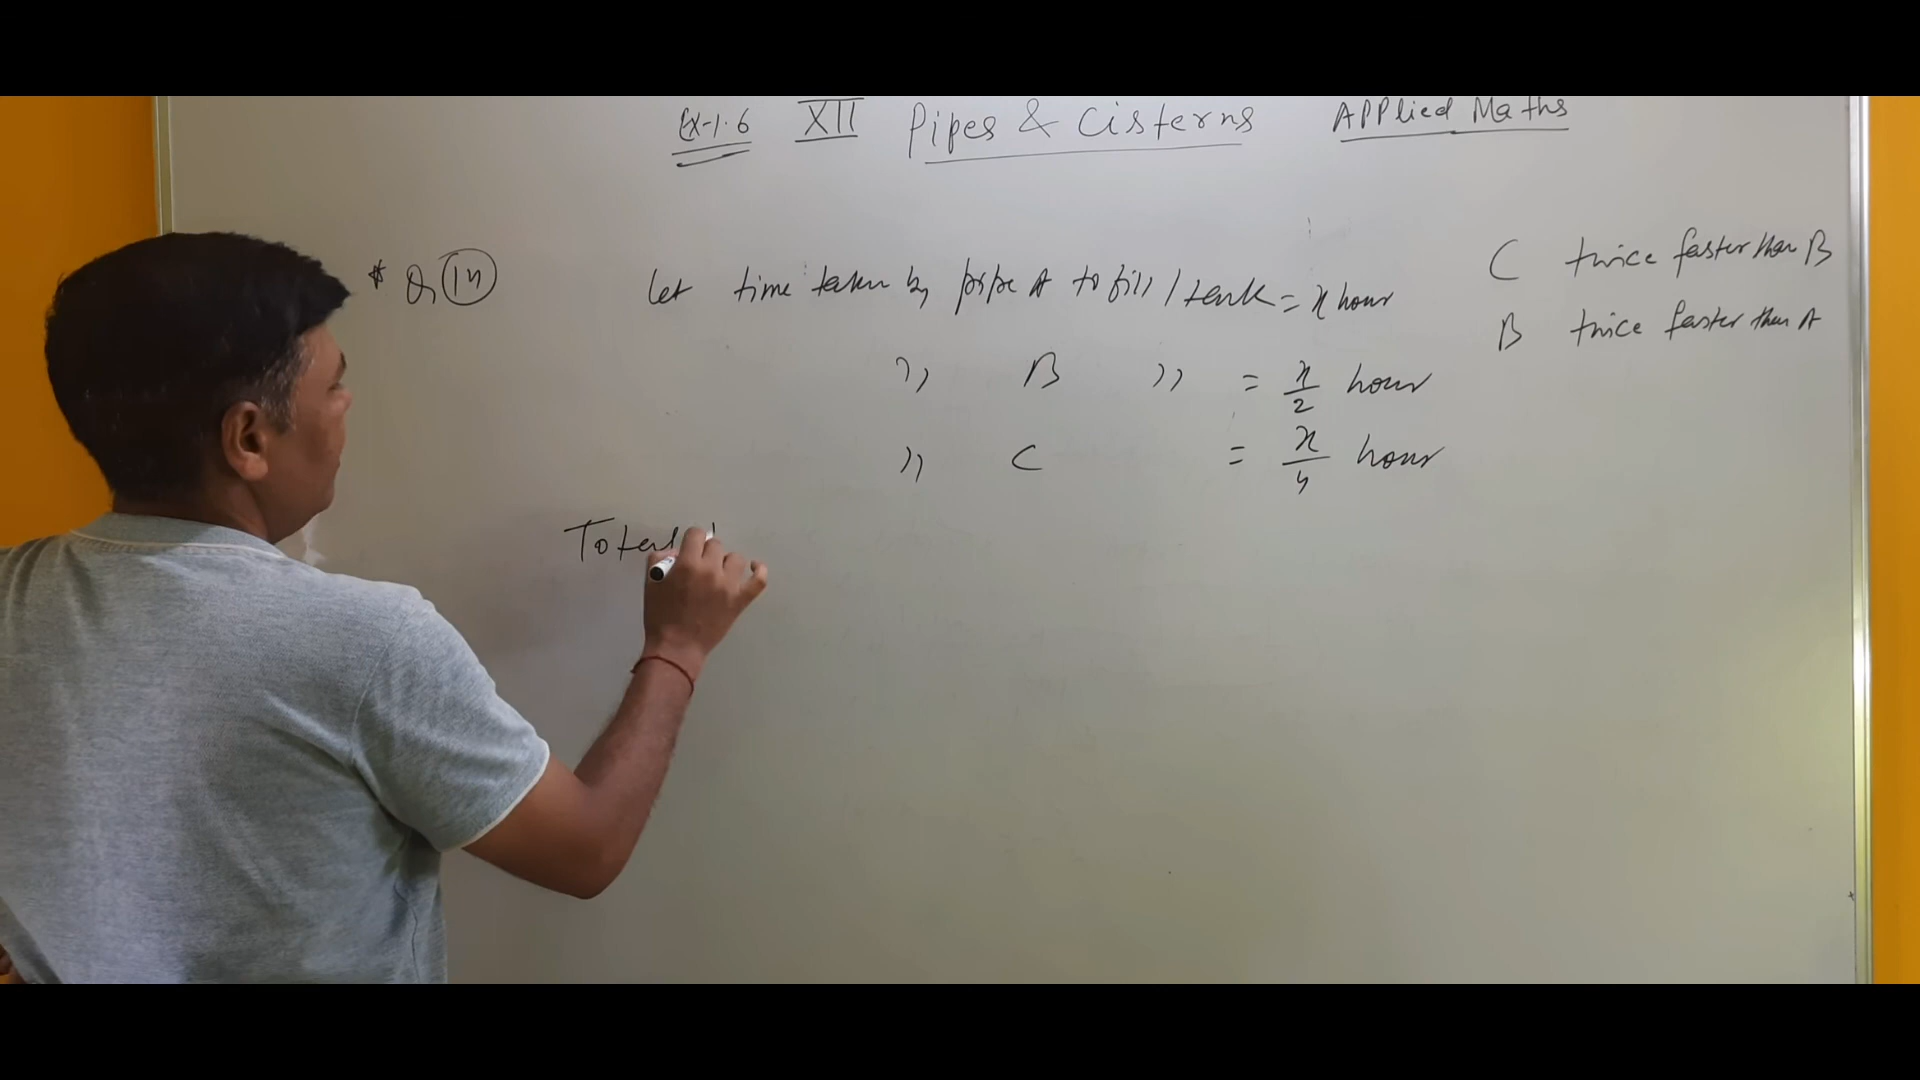 Ex-1.6 XII Pipes & Cisterns Applied Maths
* Q, 14 Let time taken by pipe A to fill 1 tank = x hour
C twice faster than B
B twice faster than A
,, B ,, = x/2 hour
,, C = x/4 hour
Total